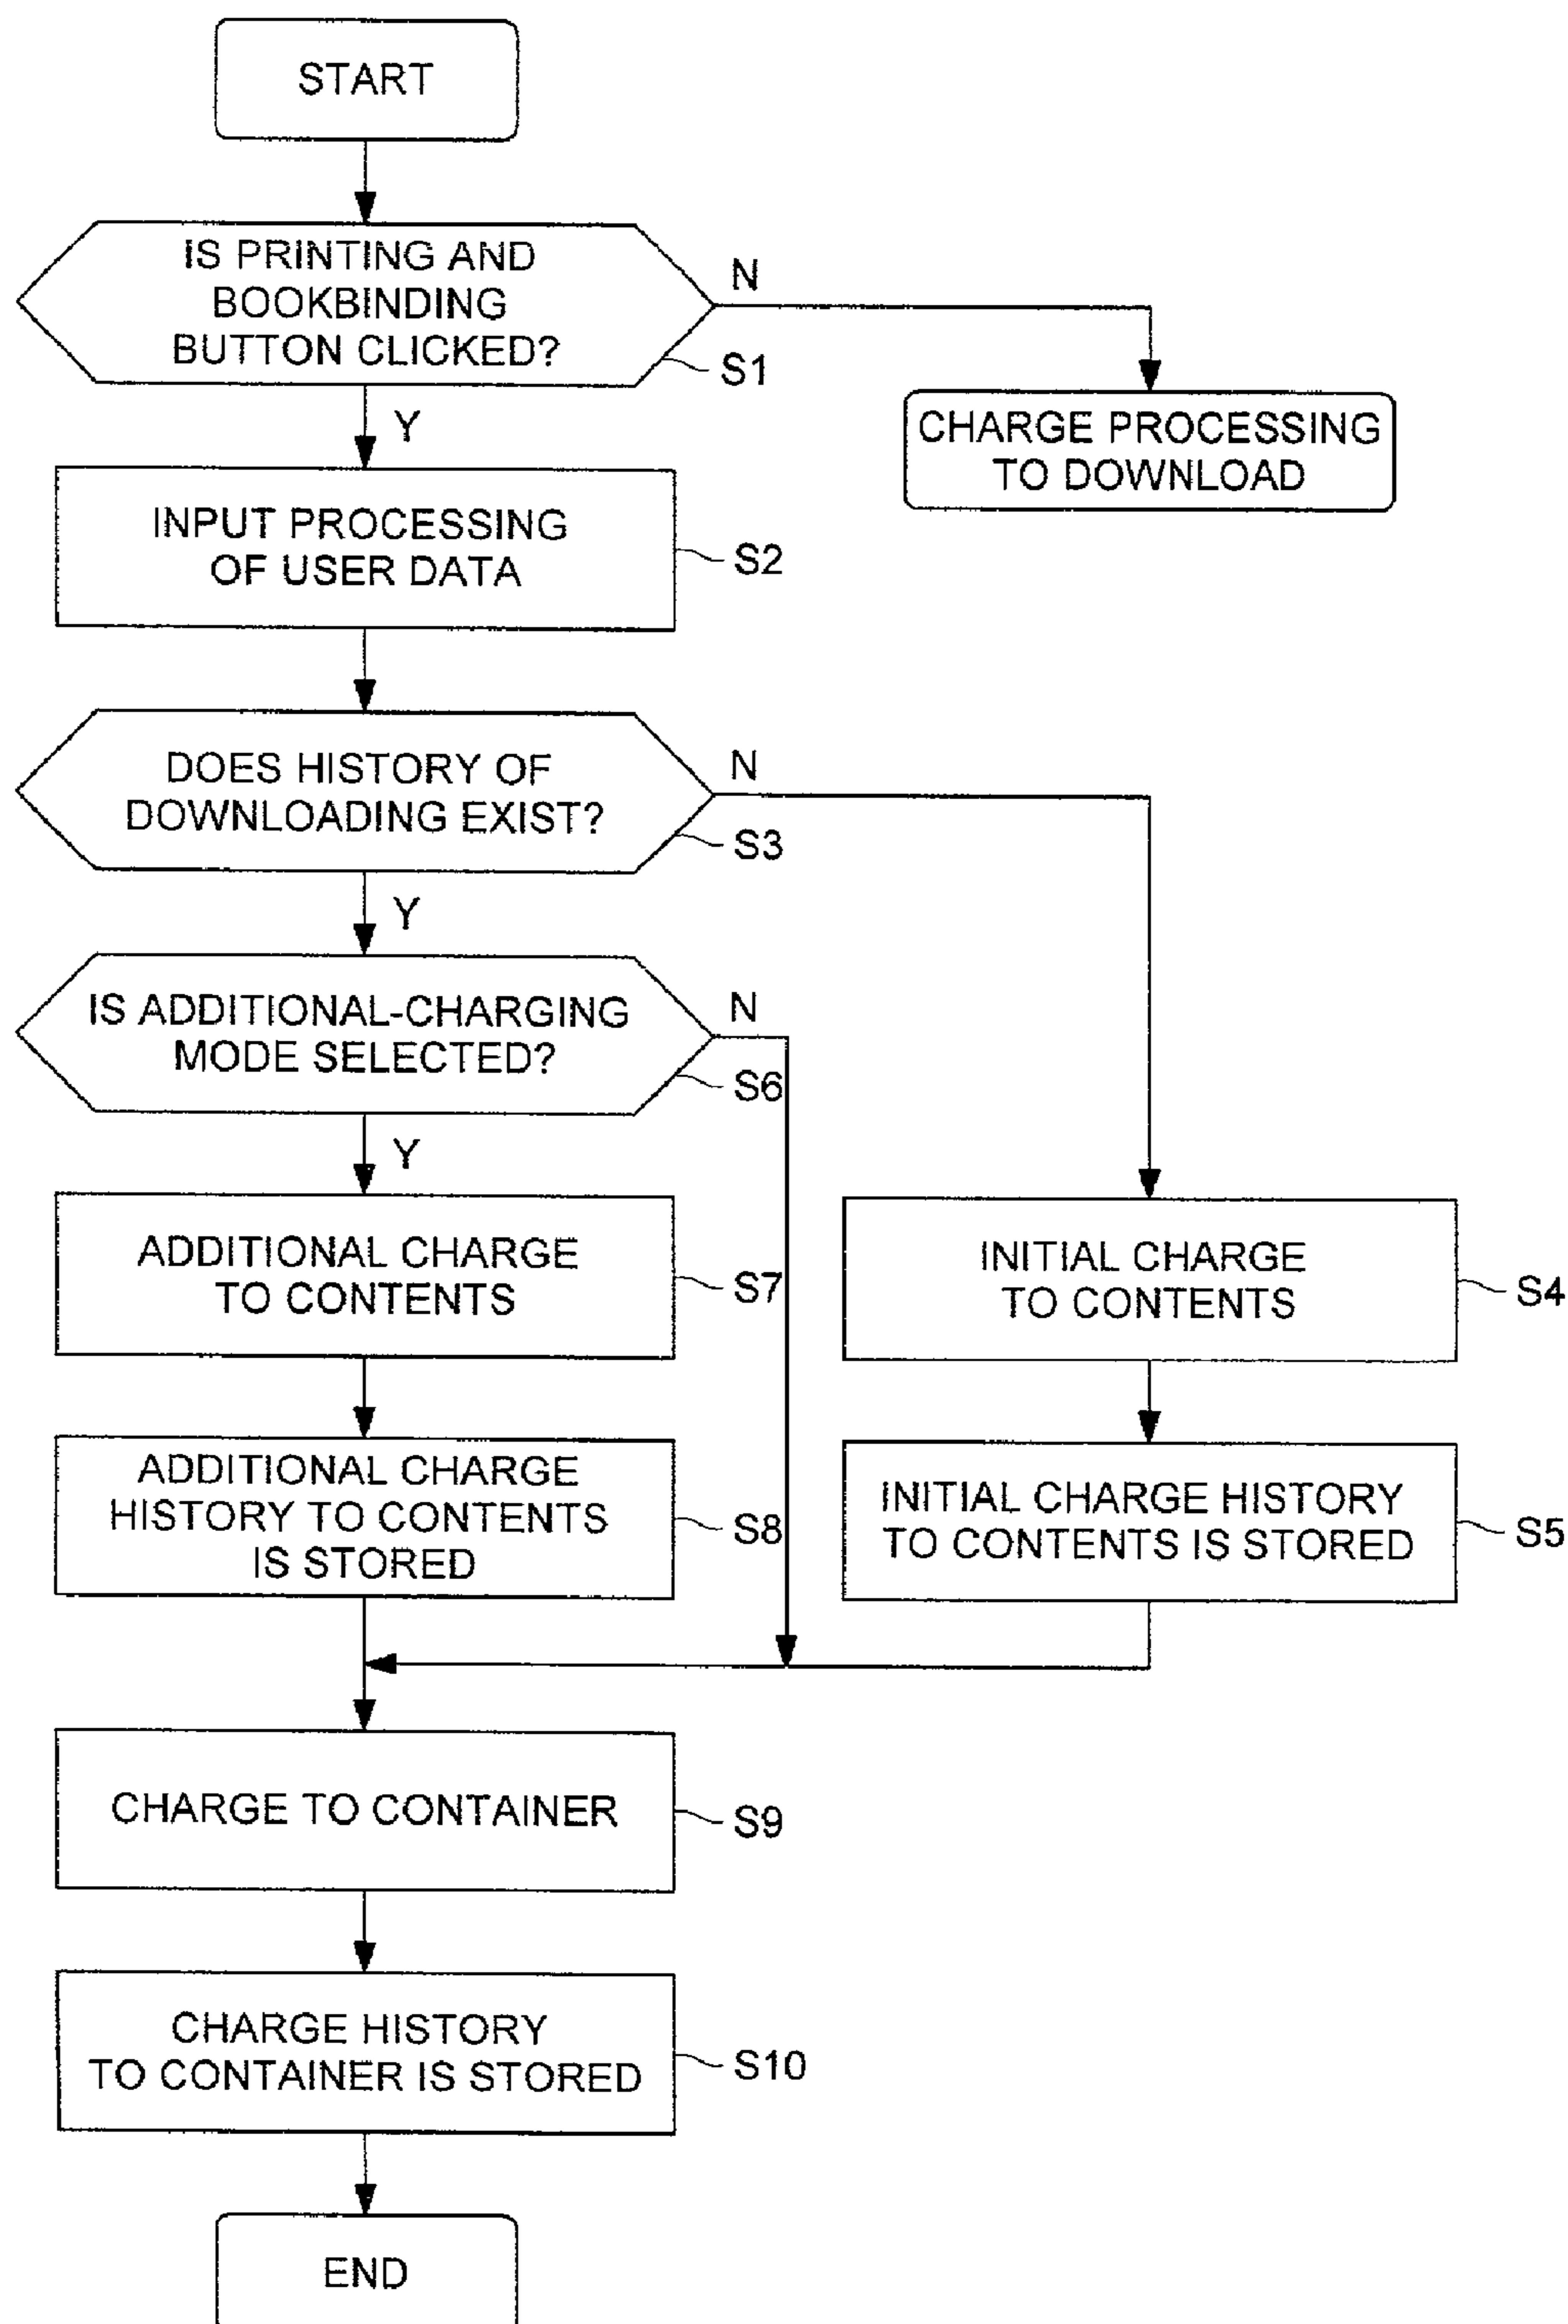 START
IS PRINTING AND
BOOKBINDING
BUTTON CLICKED?
N
S1
CHARGE PROCESSING
TO DOWNLOAD
Y
INPUT PROCESSING
OF USER DATA
S2
DOES HISTORY OF
DOWNLOADING EXIST?
N
S3
Y
IS ADDITIONAL-CHARGING
MODE SELECTED?
N
S6
Y
ADDITIONAL CHARGE
TO CONTENTS
S7
INITIAL CHARGE
TO CONTENTS
S4
ADDITIONAL CHARGE
HISTORY TO CONTENTS
IS STORED
S8
INITIAL CHARGE HISTORY
TO CONTENTS IS STORED
S5
CHARGE TO CONTAINER
S9
CHARGE HISTORY
TO CONTAINER IS STORED
S10
END